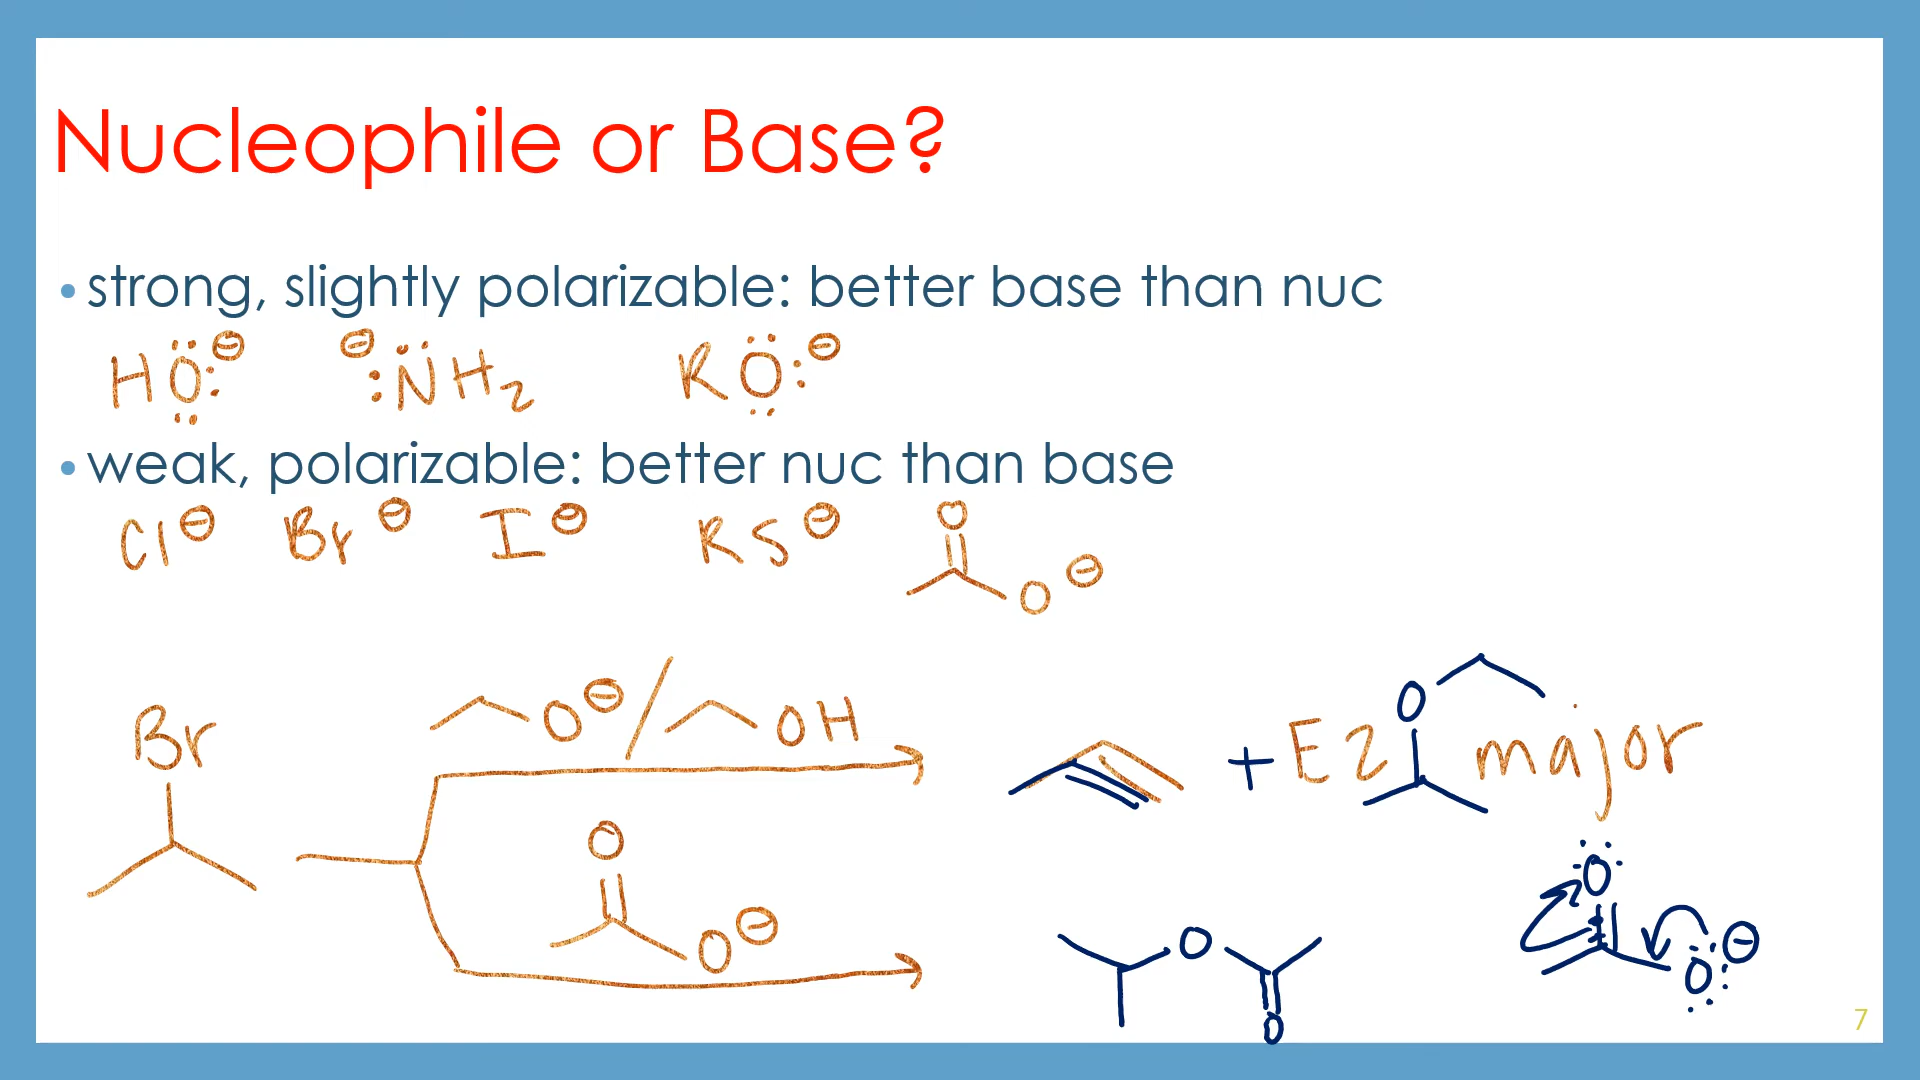 Nucleophile or Base?
• strong, slightly polarizable: better base than nuc
HO⊖ ⊖NH2 RO⊖
• weak, polarizable: better nuc than base
Cl⊖ Br⊖ I⊖ RS⊖ O O⊖
Br O⊖/ OH + E2 O major
O O⊖ O O O O⊖
7